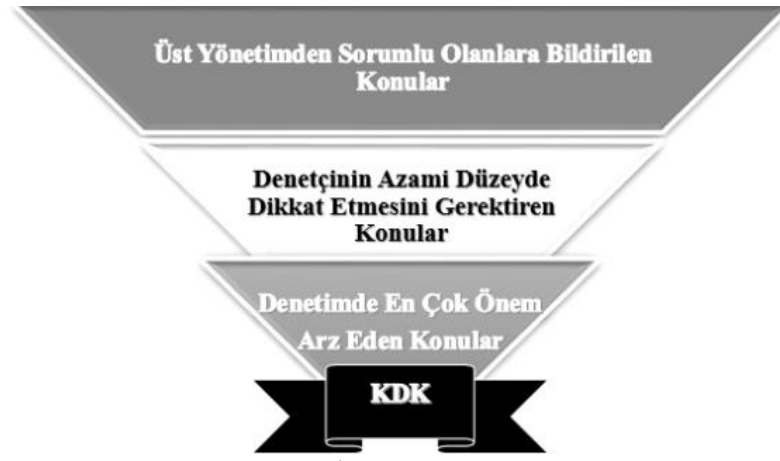 Üst Yönetimden Sorumlu Olanlara Bildirilen
Konular
Denetçinin Azami Düzeyde
Dikkat Etmesini Gerektiren
Konular
Denetimde En Çok Önem
Arz Eden Konular
KDK